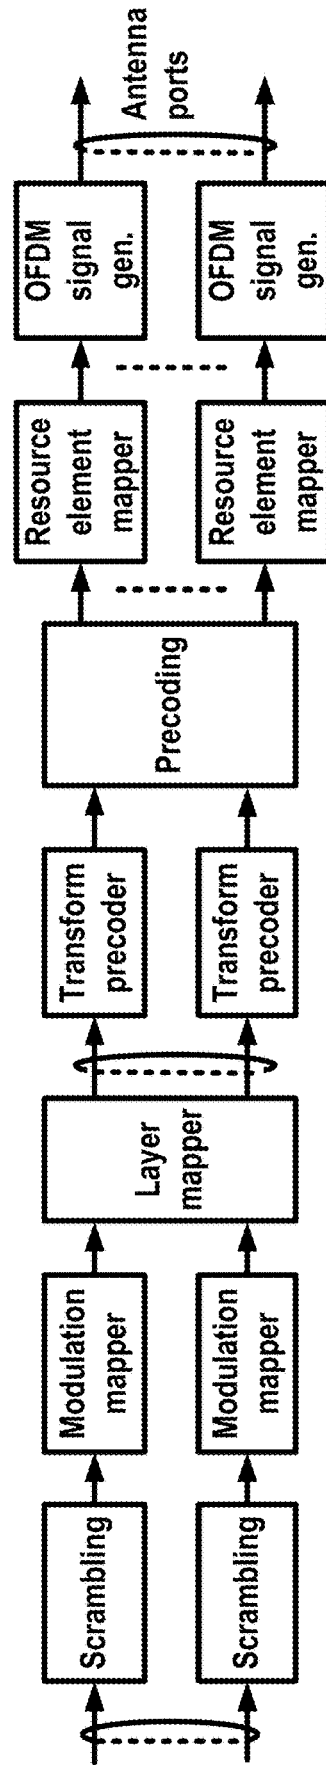 Scrambling
Scrambling
Modulation
mapper
Modulation
mapper
Layer
mapper
Transform
precoder
Transform
precoder
Precoding
Resource
element
mapper
Resource
element
mapper
OFDM
signal
gen.
OFDM
signal
gen.
Antenna
ports